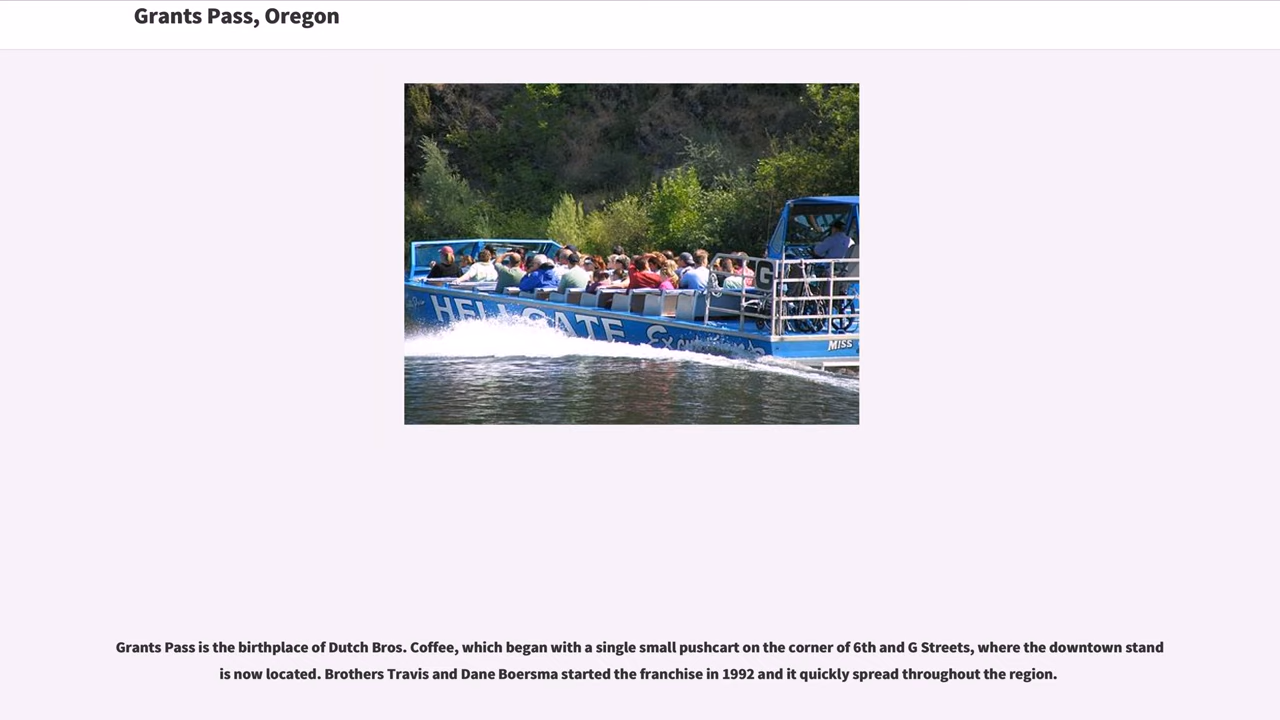 Grants Pass, Oregon
G
HELLGATE
MISS
Grants Pass is the birthplace of Dutch Bros. Coffee, which began with a single small pushcart on the corner of 6th and G Streets, where the downtown stand
is now located. Brothers Travis and Dane Boersma started the franchise in 1992 and it quickly spread throughout the region.